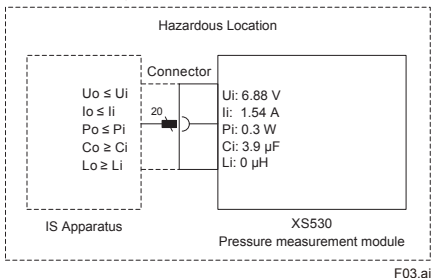 Hazardous Location
Connector
Uo ≤ Ui
Io ≤ Ii
Po ≤ Pi
Co ≥ Ci
Lo ≥ Li
20
Ui: 6.88 V
Ii: 1.54 A
Pi: 0.3 W
Ci: 3.9 µF
Li: 0 µH
IS Apparatus
XS530
Pressure measurement module
F03.ai